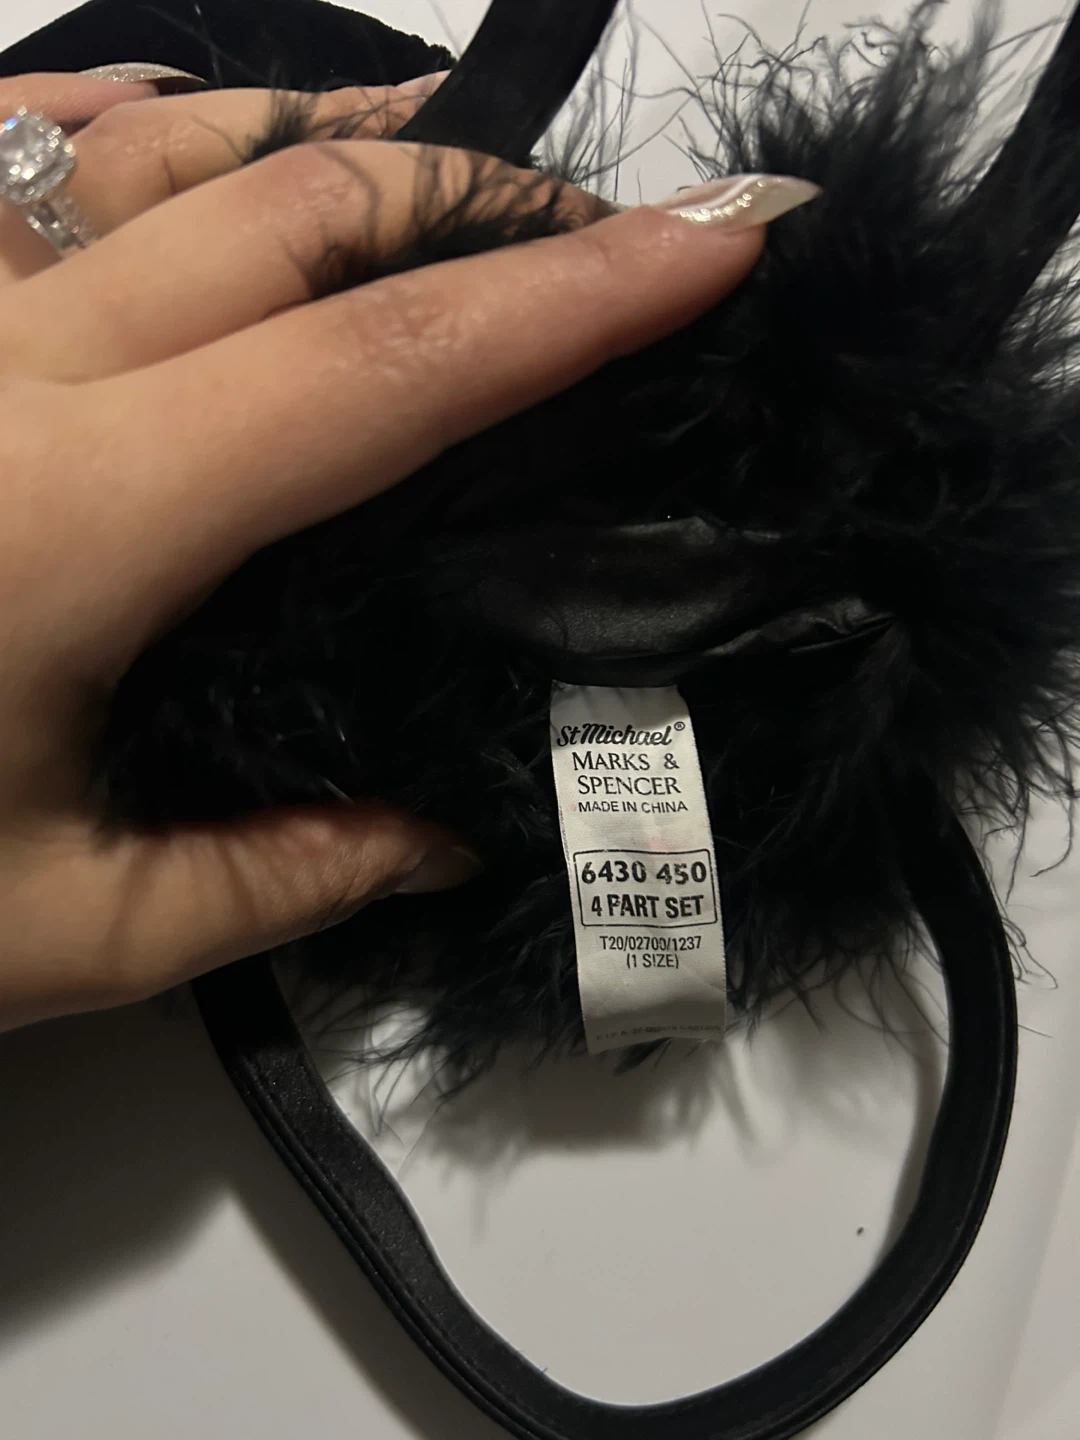 St Michael®
MARKS &
SPENCER
MADE IN CHINA
6430 450
4 PART SET
T20/02700/1237
(1 SIZE)